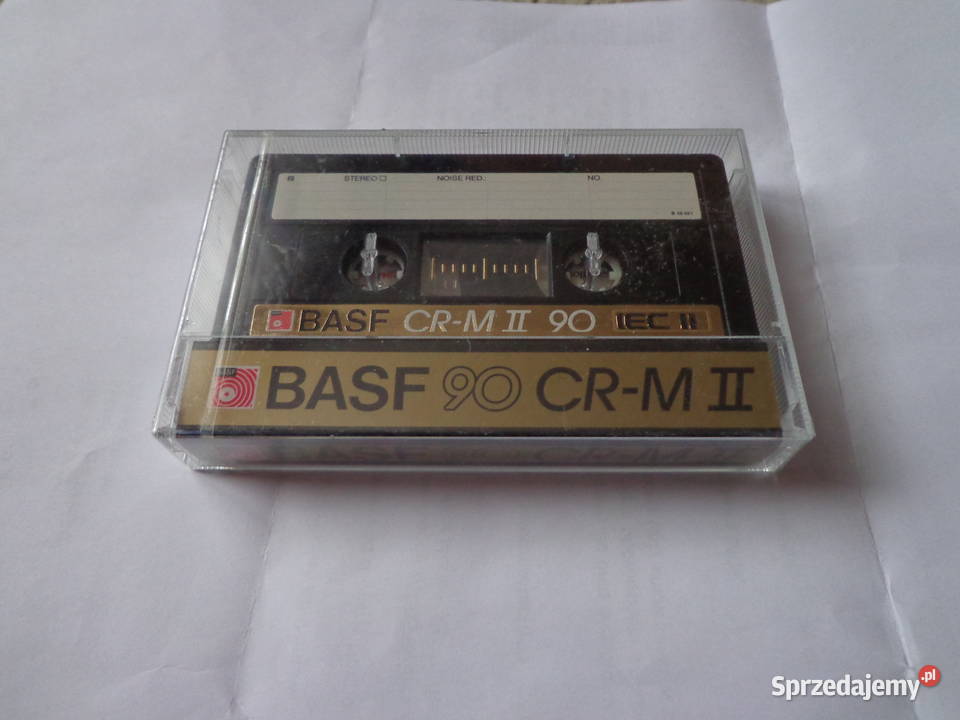 STEREO NOISE RED.: NO.
BASF CR-M II 90 IEC II
BASF
BASF 90 CR-M II
Sprzedajemy.pl